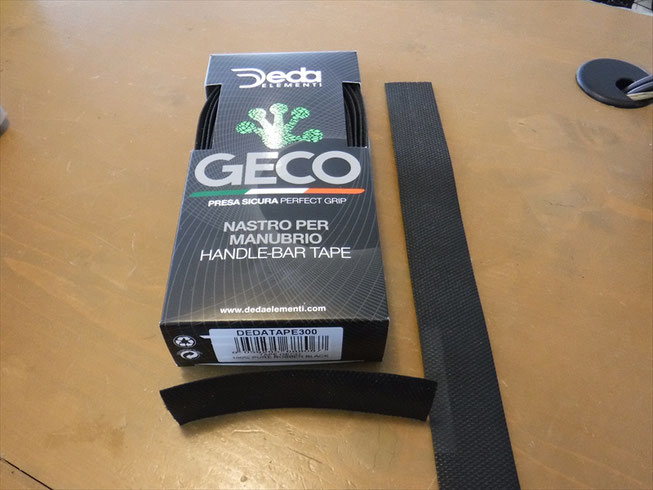 Deda
ELEMENTI
GECO
PRESA SICURA PERFECT GRIP
NASTRO PER
MANUBRIO
HANDLE-BAR TAPE
www.dedaelementi.com
DEDATAPE300